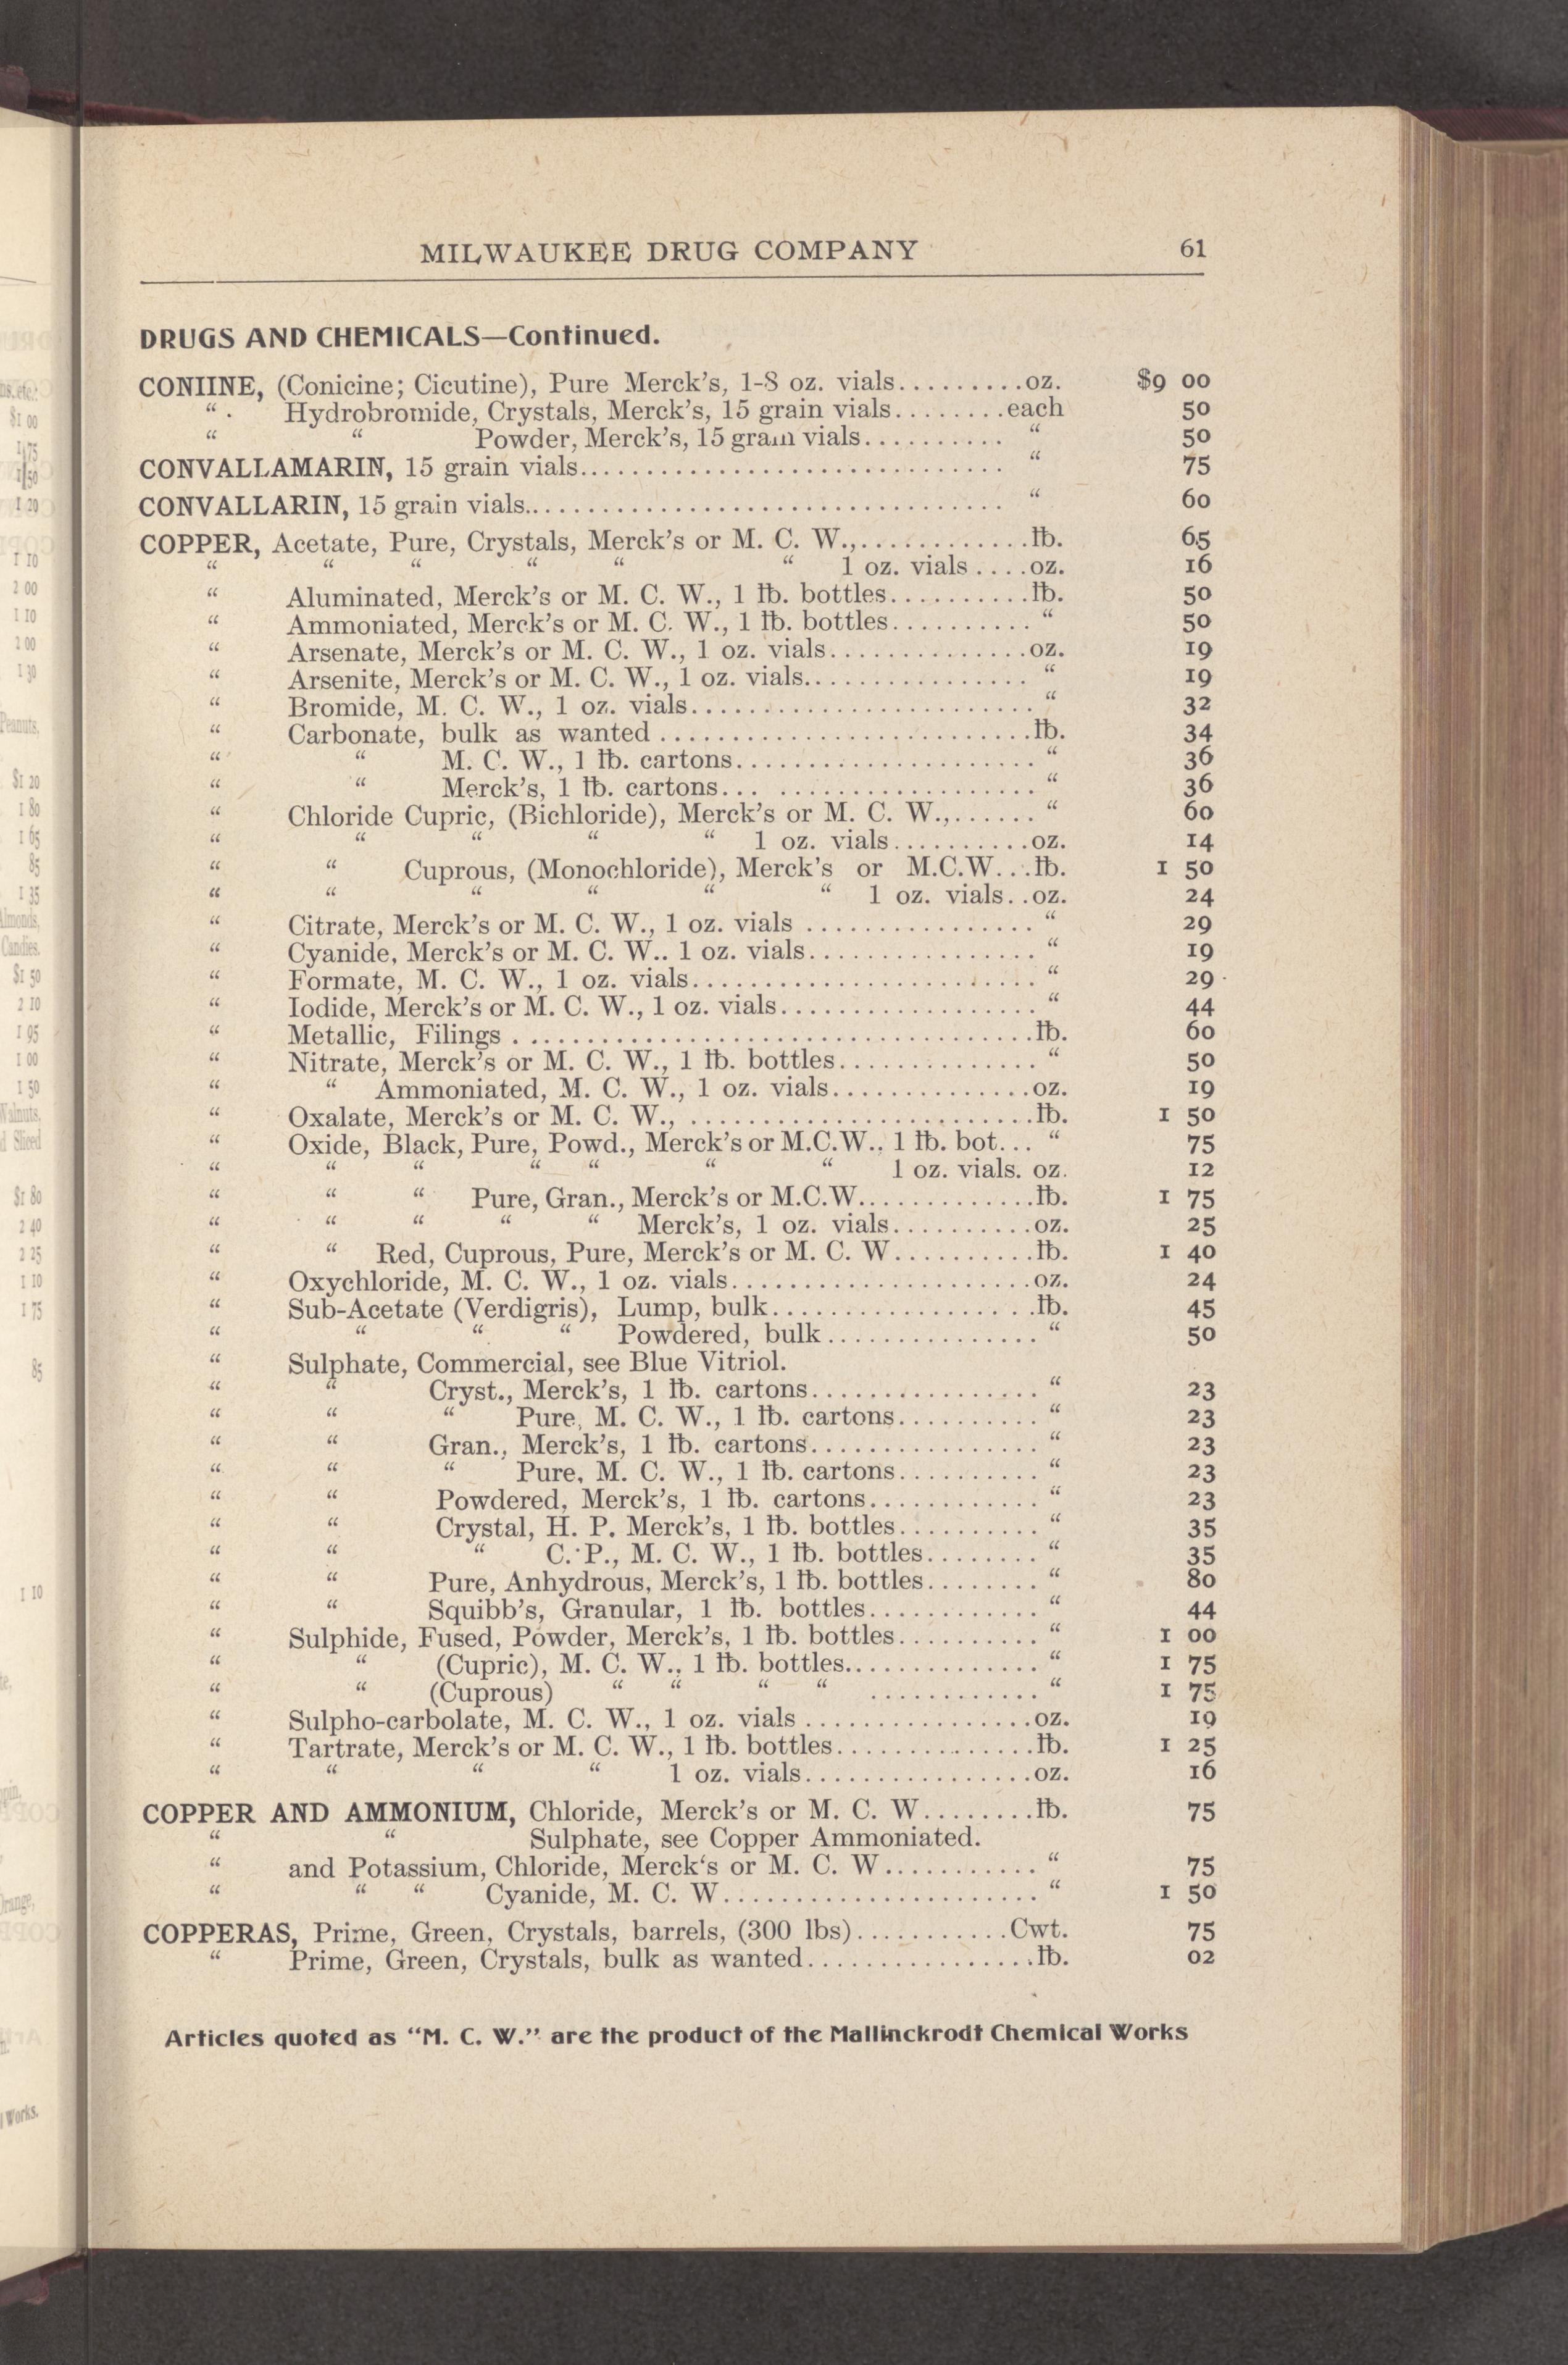 MILWAUKEE DRUG COMPANY 61
DRUGS AND CHEMICALS—Continued.
CONIINE, (Conicine; Cicutine), Pure Merck's, 1-8 oz. vials.........oz. $9 00
" Hydrobromide, Crystals, Merck's, 15 grain vials........each 50
" " Powder, Merck's, 15 grain vials.......... " 50
CONVALLAMARIN, 15 grain vials............................. " 75
CONVALLARIN, 15 grain vials.................................. " 60
COPPER, Acetate, Pure, Crystals, Merck's or M. C. W.,............lb. 65
" " " " " " 1 oz. vials....oz. 16
" Aluminated, Merck's or M. C. W., 1 lb. bottles..........lb. 50
" Ammoniated, Merck's or M. C. W., 1 lb. bottles.......... " 50
" Arsenate, Merck's or M. C. W., 1 oz. vials..............oz. 19
" Arsenite, Merck's or M. C. W., 1 oz. vials................ " 19
" Bromide, M. C. W., 1 oz. vials........................ " 32
" Carbonate, bulk as wanted..........................lb. 34
" " M. C. W., 1 lb. cartons..................... " 36
" " Merck's, 1 lb. cartons... .................. " 36
" Chloride Cupric, (Bichloride), Merck's or M. C. W.,...... " 60
" " " " " 1 oz. vials..........oz. 14
" " Cuprous, (Monochloride), Merck's or M.C.W...lb. 1 50
" " " " " " 1 oz. vials..oz. 24
" Citrate, Merck's or M. C. W., 1 oz. vials................ " 29
" Cyanide, Merck's or M. C. W.. 1 oz. vials................ " 19
" Formate, M. C. W., 1 oz. vials........................ " 29
" Iodide, Merck's or M. C. W., 1 oz. vials.................. " 44
" Metallic, Filings....................................lb. 60
" Nitrate, Merck's or M. C. W., 1 lb. bottles.............. " 50
" " Ammoniated, M. C. W., 1 oz. vials..............oz. 19
" Oxalate, Merck's or M. C. W., ........................lb. 1 50
" Oxide, Black, Pure, Powd., Merck's or M.C.W., 1 lb. bot... " 75
" " " " " " " 1 oz. vials. oz. 12
" " " Pure, Gran., Merck's or M.C.W.............lb. 1 75
" " " " " Merck's, 1 oz. vials..........oz. 25
" " Red, Cuprous, Pure, Merck's or M. C. W..........lb. 1 40
" Oxychloride, M. C. W., 1 oz. vials.....................oz. 24
" Sub-Acetate (Verdigris), Lump, bulk..................lb. 45
" " " " Powdered, bulk............... " 50
" Sulphate, Commercial, see Blue Vitriol.
" " Cryst., Merck's, 1 lb. cartons................ " 23
" " " Pure, M. C. W., 1 lb. cartons.......... " 23
" " Gran., Merck's, 1 lb. cartons................ " 23
" " " Pure, M. C. W., 1 lb. cartons.......... " 23
" " Powdered, Merck's, 1 lb. cartons............ " 23
" " Crystal, H. P. Merck's, 1 lb. bottles.......... " 35
" " " C. P., M. C. W., 1 lb. bottles........ " 35
" " Pure, Anhydrous, Merck's, 1 lb. bottles........ " 80
" " Squibb's, Granular, 1 lb. bottles............ " 44
" Sulphide, Fused, Powder, Merck's, 1 lb. bottles.......... " 1 00
" " (Cupric), M. C. W., 1 lb. bottles.............. " 1 75
" " (Cuprous) " " " " ............ " 1 75
" Sulpho-carbolate, M. C. W., 1 oz. vials................oz. 19
" Tartrate, Merck's or M. C. W., 1 lb. bottles..............lb. 1 25
" " " " 1 oz. vials................oz. 16
COPPER AND AMMONIUM, Chloride, Merck's or M. C. W........lb. 75
" " Sulphate, see Copper Ammoniated.
" and Potassium, Chloride, Merck's or M. C. W........... " 75
" " " Cyanide, M. C. W...................... " 1 50
COPPERAS, Prime, Green, Crystals, barrels, (300 lbs)...........Cwt. 75
" Prime, Green, Crystals, bulk as wanted................lb. 02
Articles quoted as "M. C. W." are the product of the Mallinckrodt Chemical Works